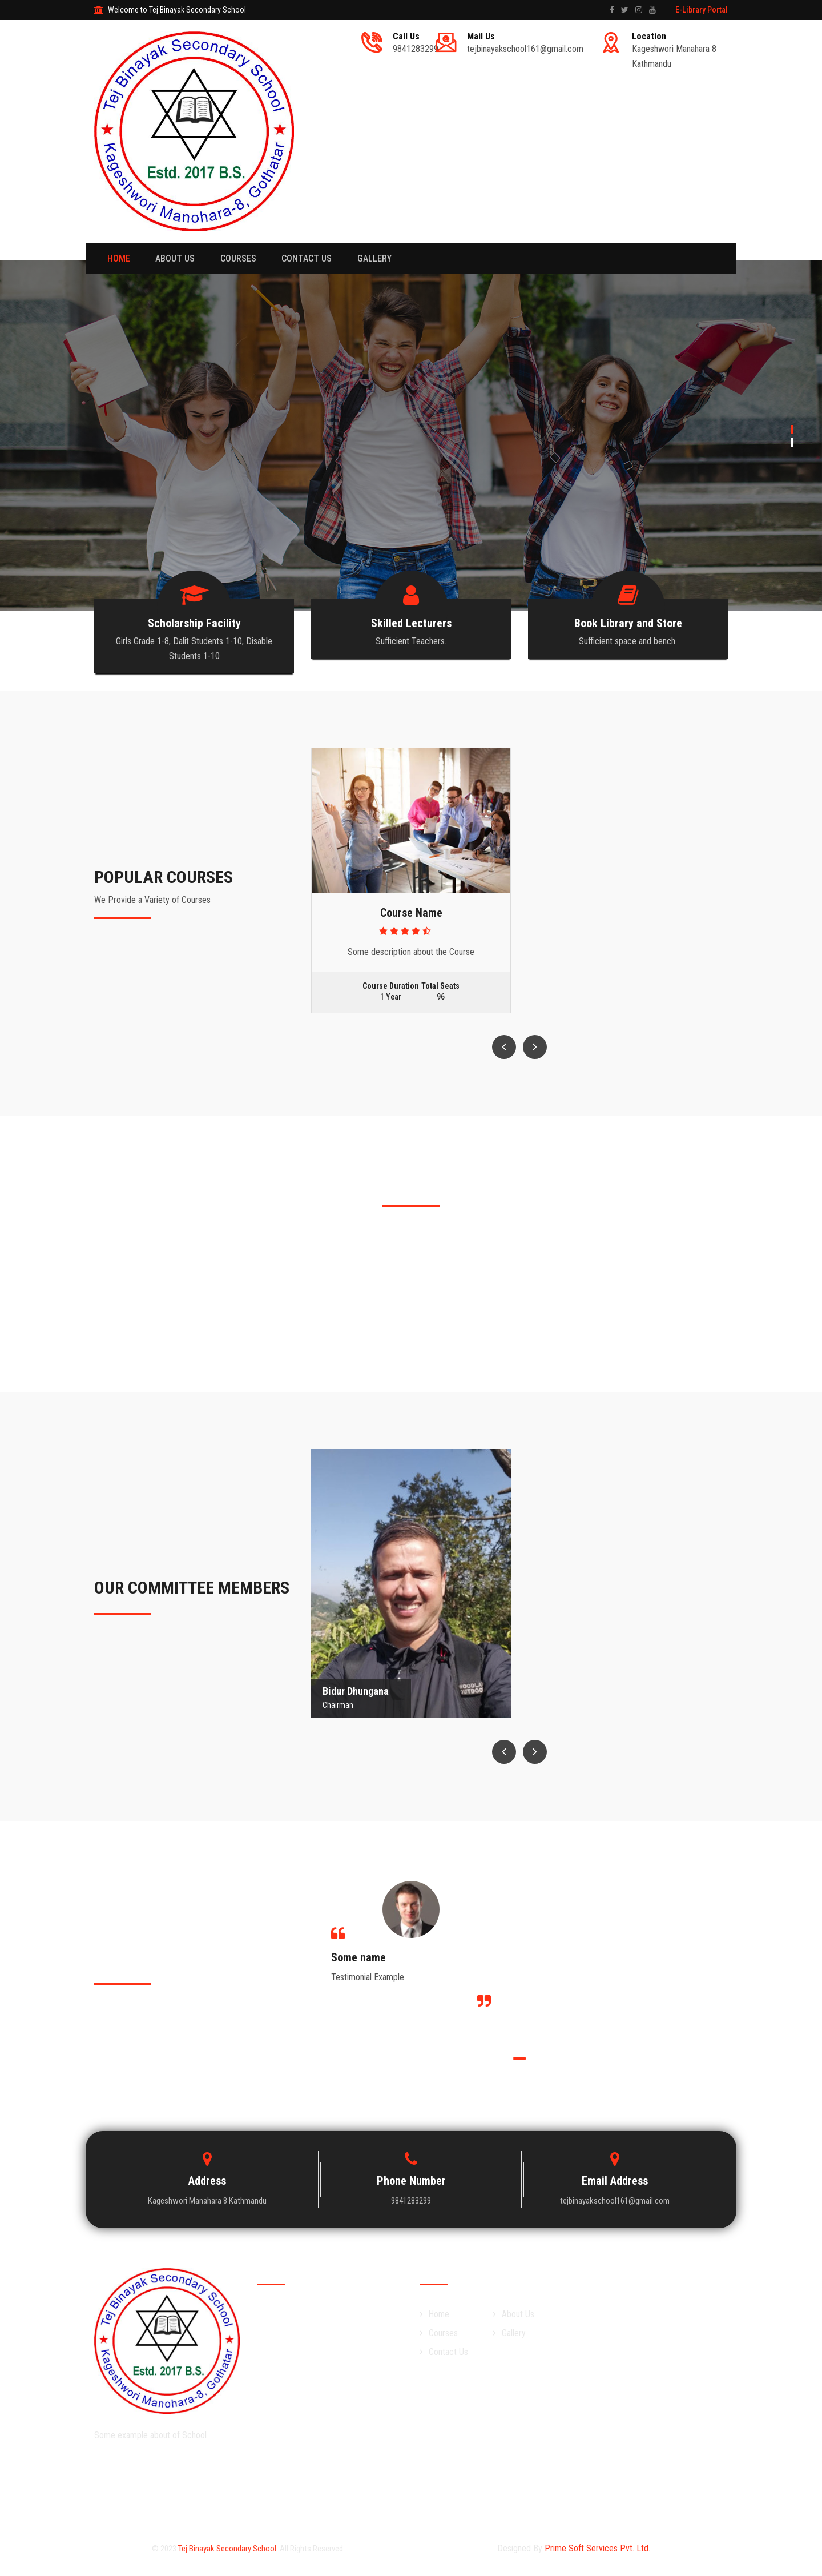 Welcome to Tej Binayak Secondary School
E-Library Portal
Tej Binayak Secondary School
Estd. 2017 B.S.
Kageshwori Manohara-8, Gothatar
Call Us
9841283299
Mail Us
tejbinayakschool161@gmail.com
Location
Kageshwori Manahara 8
Kathmandu
HOME ABOUT US COURSES CONTACT US GALLERY
Scholarship Facility
Girls Grade 1-8, Dalit Students 1-10, Disable
Students 1-10
Skilled Lecturers
Sufficient Teachers.
Book Library and Store
Sufficient space and bench.
POPULAR COURSES
We Provide a Variety of Courses
Course Name
Some description about the Course
Course Duration Total Seats
1 Year 96
OUR COMMITTEE MEMBERS
Bidur Dhungana
Chairman
Some name
Testimonial Example
Address
Kageshwori Manahara 8 Kathmandu
Phone Number
9841283299
Email Address
tejbinayakschool161@gmail.com
Tej Binayak Secondary School
Estd. 2017 B.S.
Kageshwori Manohara-8, Gothatar
Some example about of School
Home
About Us
Courses
Gallery
Contact Us
Tej Binayak Secondary School. All Rights Reserved
Designed By Prime Soft Services Pvt. Ltd.